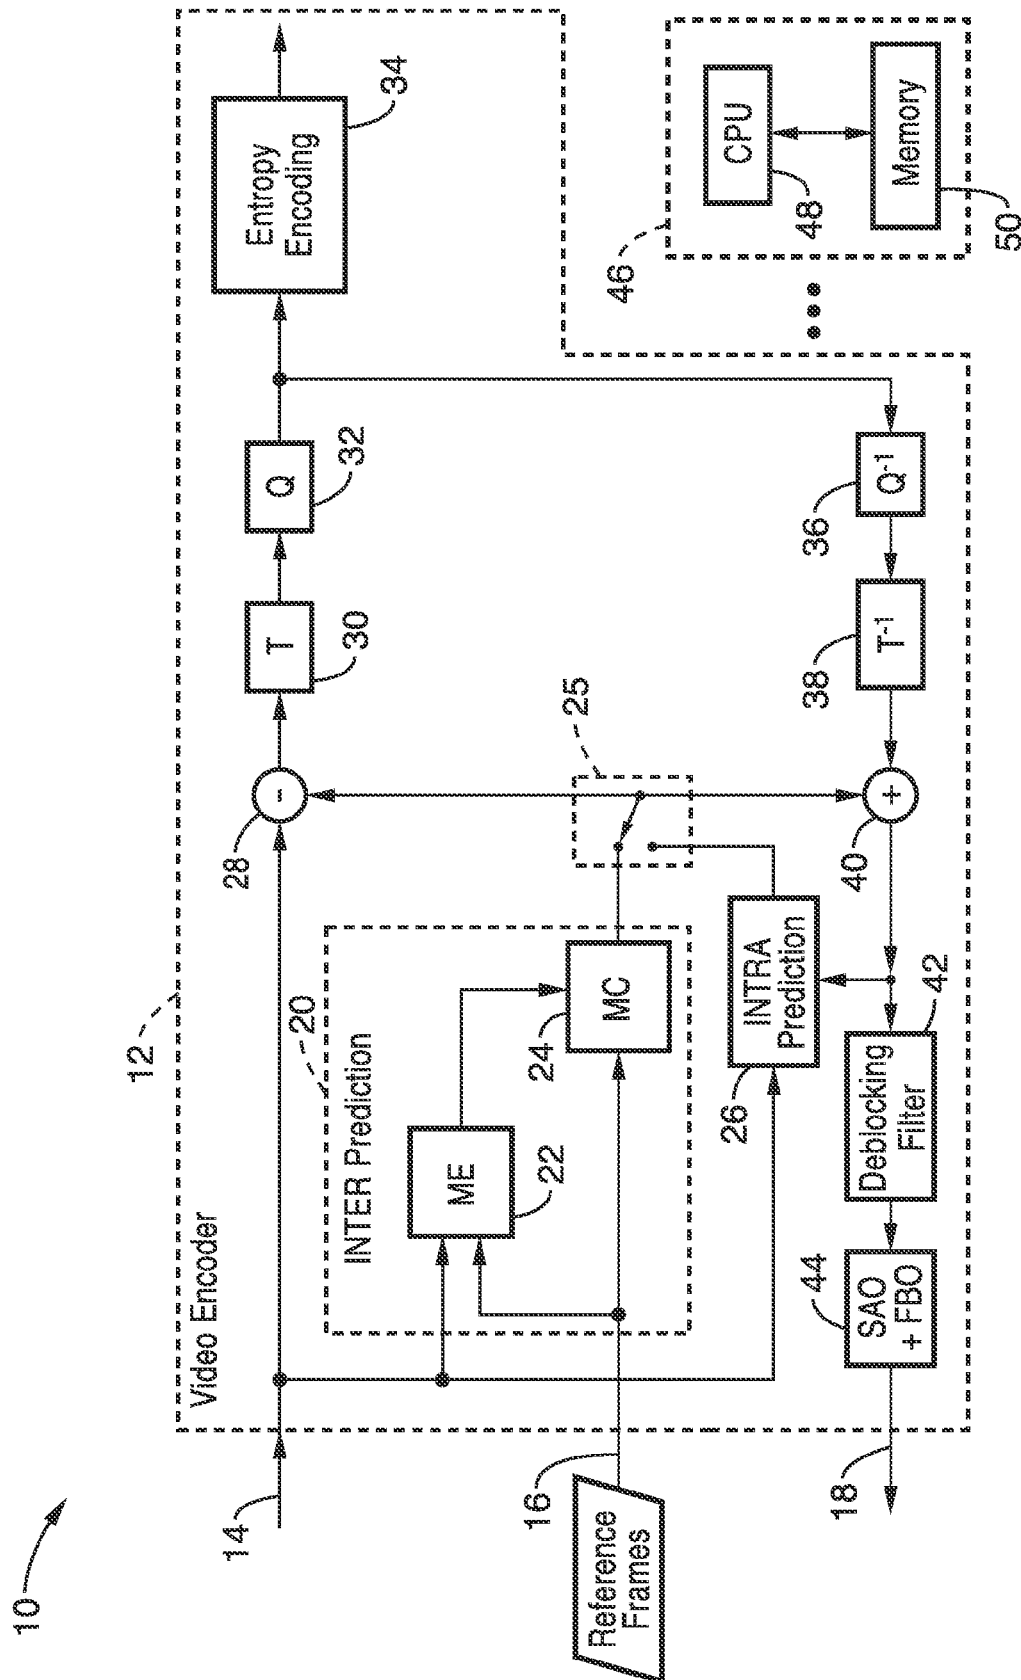 10
12
Video Encoder
14
28
-
T
30
Q
32
Entropy
Encoding
34
20
INTER Prediction
ME
22
24
MC
25
16
Reference
Frames
26
INTRA
Prediction
18
44
SAO
+ FBO
Deblocking
Filter
42
40
+
38
T-1
36
Q-1
46
CPU
48
Memory
50